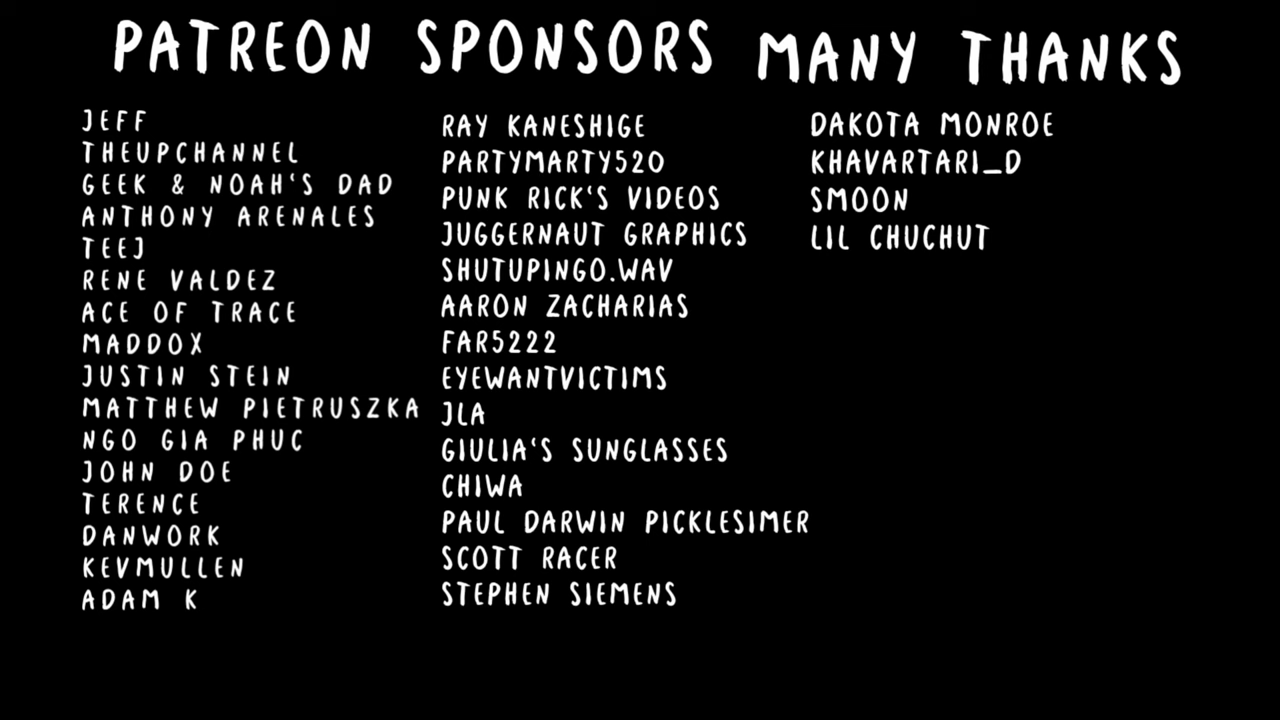 PATREON SPONSORS MANY THANKS
JEFF
THEUPCHANNEL
GEEK & NOAH'S DAD
ANTHONY ARENALES
TEEJ
RENE VALDEZ
ACE OF TRACE
MADDOX
JUSTIN STEIN
MATTHEW PIETRUSZKA
NGO GIA PHUC
JOHN DOE
TERENCE
DANWORK
KEVMULLEN
ADAM K
RAY KANESHIGE
PARTYMARTY520
PUNK RICK'S VIDEOS
JUGGERNAUT GRAPHICS
SHUTUPINGO.WAV
AARON ZACHARIAS
FAR5222
EYEWANTVICTIMS
JLA
GIULIA'S SUNGLASSES
CHIWA
PAUL DARWIN PICKLESIMER
SCOTT RACER
STEPHEN SIEMENS
DAKOTA MONROE
KHAVARTARI_D
SMOON
LIL CHUCHUT